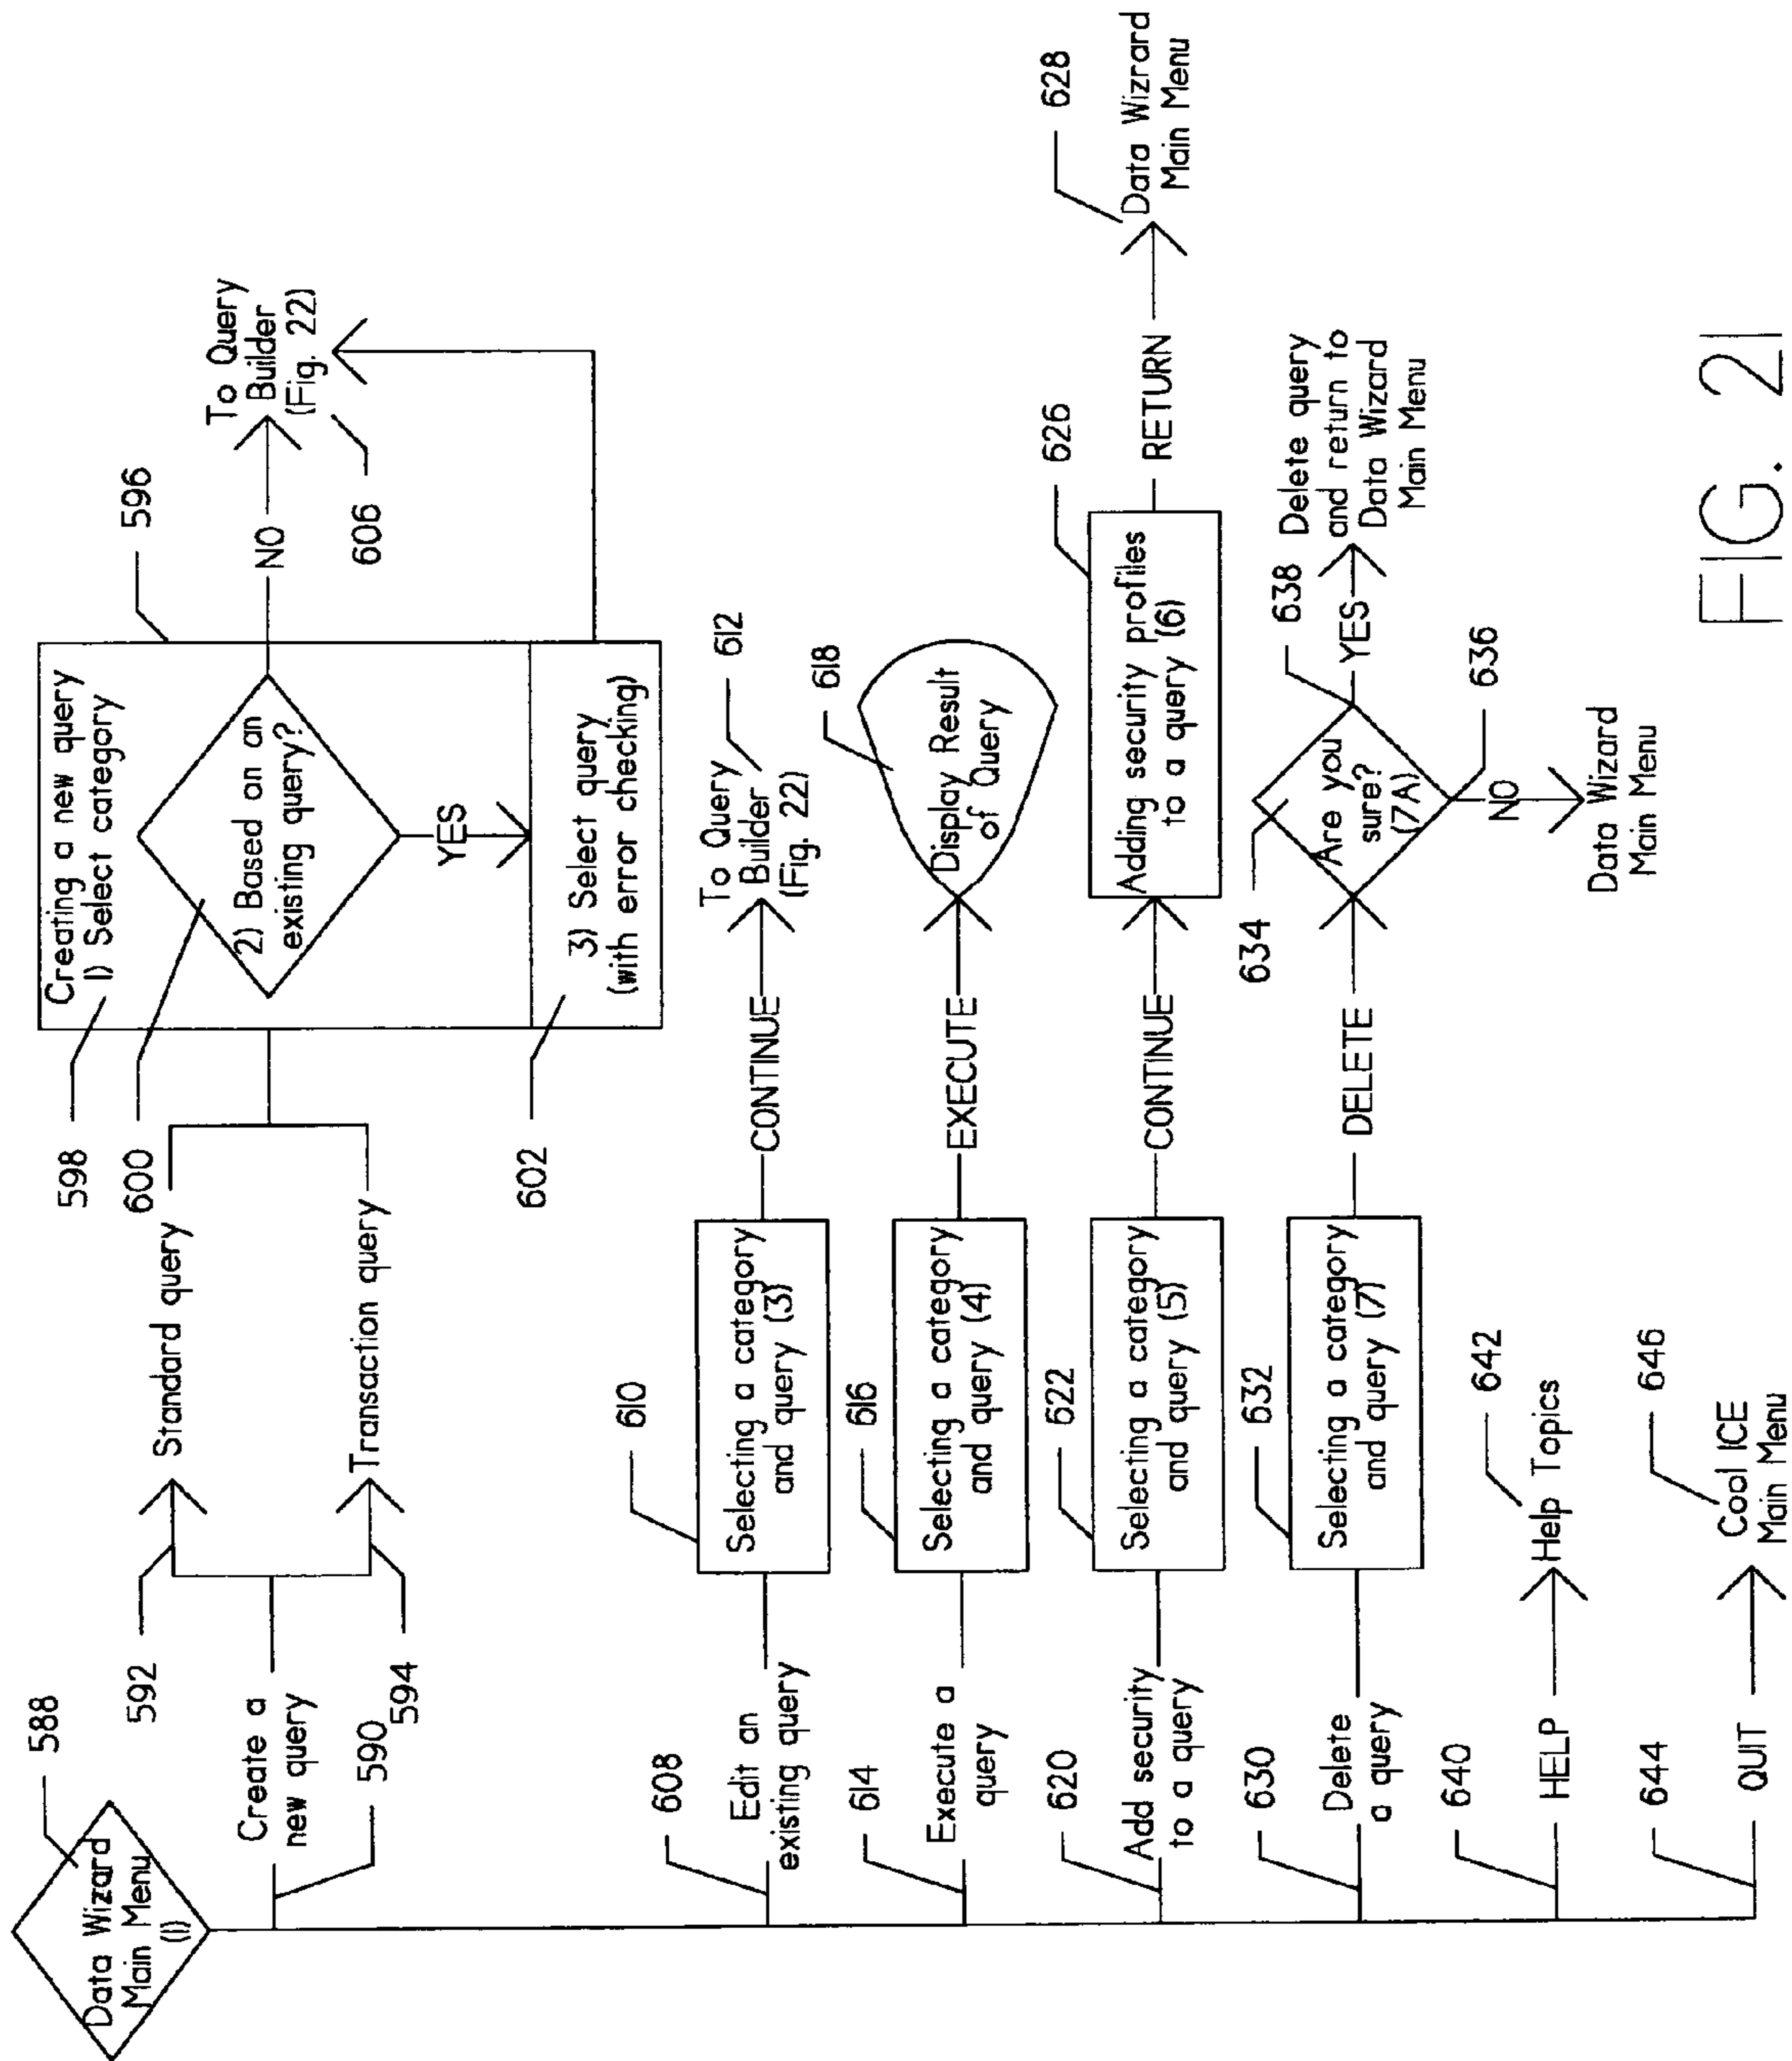 588
Data Wizard
Main Menu
(1)
Create a
new query
590
592
594
Standard query
Transaction query
596
598
Creating a new query
1) Select category
600
2) Based on an
existing query?
NO
YES
602
3) Select query
(with error checking)
To Query
Builder
(Fig. 22)
606
608
Edit an
existing query
610
Selecting a category
and query (3)
CONTINUE
To Query
Builder
(Fig. 22)
612
614
Execute a
query
616
Selecting a category
and query (4)
EXECUTE
618
Display Result
of Query
620
Add security
to a query
622
Selecting a category
and query (5)
CONTINUE
626
Adding security profiles
to a query (6)
RETURN
628
Data Wizrard
Main Menu
630
Delete
a query
632
Selecting a category
and query (7)
DELETE
634
Are you
sure?
(7A)
YES
638
Delete query
and return to
Data Wizard
Main Menu
NO
636
Data Wizard
Main Menu
640
HELP
642
Help Topics
644
QUIT
646
Cool ICE
Main Menu
FIG. 21